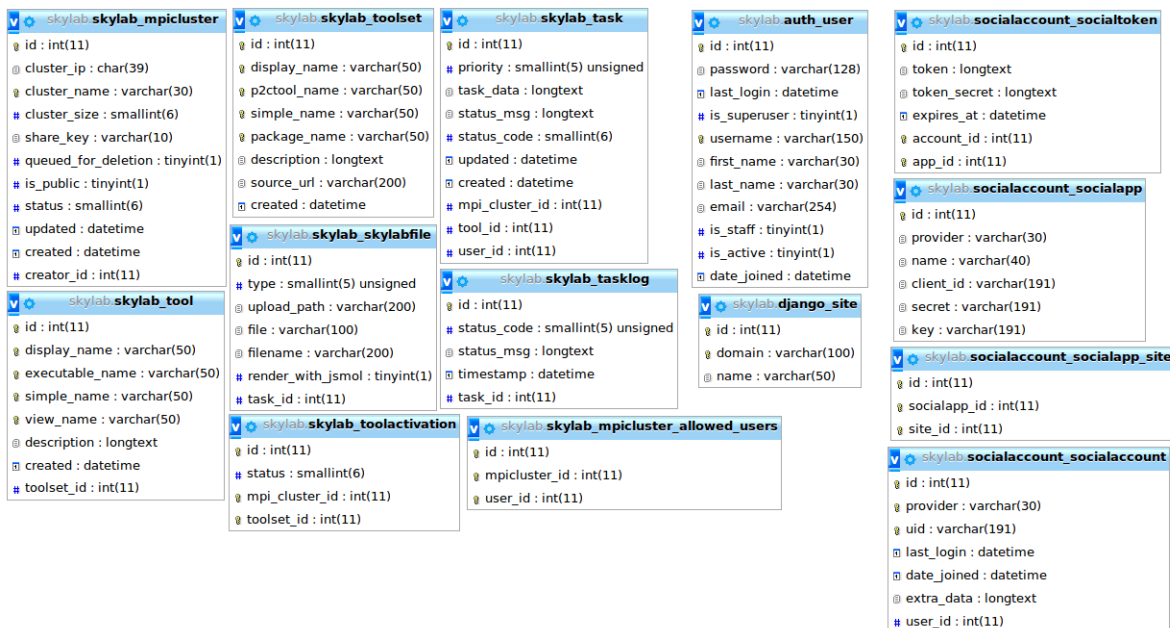 skylab.skylab_mpicluster
id : int(11)
cluster_ip : char(39)
cluster_name : varchar(30)
cluster_size : smallint(6)
share_key : varchar(10)
queued_for_deletion : tinyint(1)
is_public : tinyint(1)
status : smallint(6)
updated : datetime
created : datetime
creator_id : int(11)
skylab.skylab_tool
id : int(11)
display_name : varchar(50)
executable_name : varchar(50)
simple_name : varchar(50)
view_name : varchar(50)
description : longtext
created : datetime
toolset_id : int(11)
skylab.skylab_toolset
id : int(11)
display_name : varchar(50)
p2ctool_name : varchar(50)
simple_name : varchar(50)
package_name : varchar(50)
description : longtext
source_url : varchar(200)
created : datetime
skylab.skylab_skylabfile
id : int(11)
type : smallint(5) unsigned
upload_path : varchar(200)
file : varchar(100)
filename : varchar(200)
render_with_jsmol : tinyint(1)
task_id : int(11)
skylab.skylab_toolactivation
id : int(11)
status : smallint(6)
mpi_cluster_id : int(11)
toolset_id : int(11)
skylab.skylab_task
id : int(11)
priority : smallint(5) unsigned
task_data : longtext
status_msg : longtext
status_code : smallint(6)
updated : datetime
created : datetime
mpi_cluster_id : int(11)
tool_id : int(11)
user_id : int(11)
skylab.skylab_tasklog
id : int(11)
status_code : smallint(5) unsigned
status_msg : longtext
timestamp : datetime
task_id : int(11)
skylab.skylab_mpicluster_allowed_users
id : int(11)
mpicluster_id : int(11)
user_id : int(11)
skylab.auth_user
id : int(11)
password : varchar(128)
last_login : datetime
is_superuser : tinyint(1)
username : varchar(150)
first_name : varchar(30)
last_name : varchar(30)
email : varchar(254)
is_staff : tinyint(1)
is_active : tinyint(1)
date_joined : datetime
skylab.django_site
id : int(11)
domain : varchar(100)
name : varchar(50)
skylab.socialaccount_socialtoken
id : int(11)
token : longtext
token_secret : longtext
expires_at : datetime
account_id : int(11)
app_id : int(11)
skylab.socialaccount_socialapp
id : int(11)
provider : varchar(30)
name : varchar(40)
client_id : varchar(191)
secret : varchar(191)
key : varchar(191)
skylab.socialaccount_socialapp_site
id : int(11)
socialapp_id : int(11)
site_id : int(11)
skylab.socialaccount_socialaccount
id : int(11)
provider : varchar(30)
uid : varchar(191)
last_login : datetime
date_joined : datetime
extra_data : longtext
user_id : int(11)